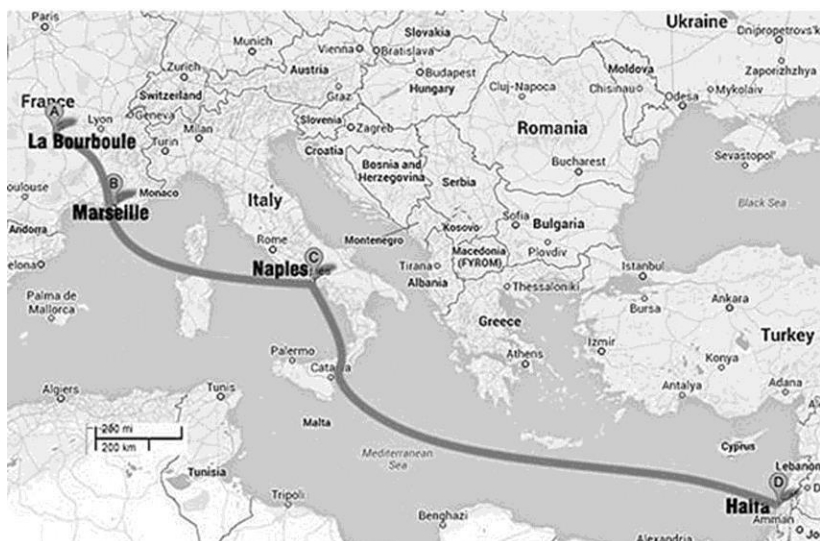 Paris
Munich
Vienna
Slovakia
Bratislava
Ukraine
Dnipropetrovs'k
Zaporizhzhya
Zurich
Austria
Budapest
Hungary
Moldova
Chisinau
Mykolaiv
Odesa
Cluj-Napoca
France
A
La Bourboule
Lyon
Geneva
Switzerland
Graz
Slovenia
Zagreb
Milan
Turin
Croatia
Romania
Bucharest
Sevastopol'
Bosnia and
Herzegovina
Serbia
B
Marseille
Monaco
oulouse
Andorra
elona
Italy
Rome
Black Sea
Montenegro
Kosovo
Sofia
Bulgaria
Plovdiv
Macedonia
(FYROM)
Tirana
Albania
C
Naples
Istanbul
Bursa
Ankara
Thessaloniki
Palma de
Mallorca
Greece
Turkey
Izmir
Konya
Athens
Palermo
Antalya
Adana
Algiers
Tunis
Malta
200 km
Mediterranean
Sea
Cyprus
Lebanon
Tunisia
D
Haifa
Tripoli
Amman
Benghazi
Alexandria
Jo